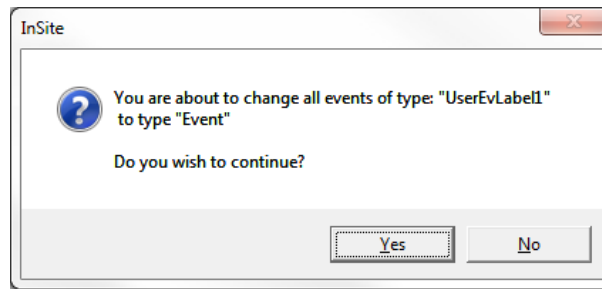 InSite
You are about to change all events of type: "UserEvLabel1"
to type "Event"
Do you wish to continue?
Yes
No